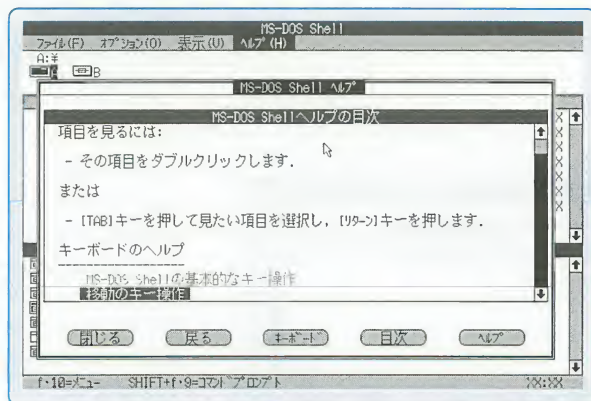 MS-DOS Shell
ファイル(F) オプション(O) 表示(U) ヘルプ(H)
A:¥
A B
MS-DOS Shell ヘルプ
MS-DOS Shellヘルプの目次
項目を見るには:
- その項目をダブルクリックします.
または
- [TAB]キーを押して見たい項目を選択し, [リターン]キーを押します.
キーボードのヘルプ
MS-DOS Shellの基本的なキー操作
移動のキー操作
閉じる 戻る キーボード 目次 ヘルプ
f・10=メニュー SHIFT+f・9=コマンドプロンプト XX:XX